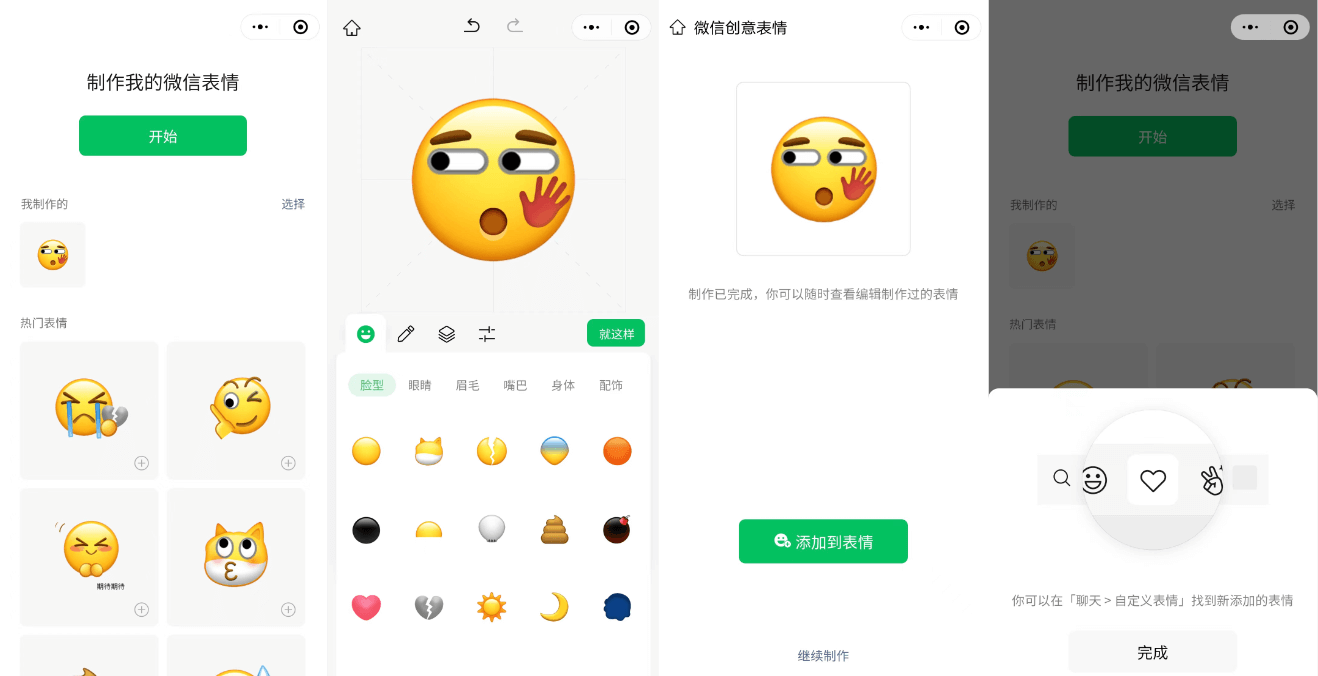 制作我的微信表情
开始
我制作的
选择
热门表情
期待期待
就这样
脸型
眼睛
眉毛
嘴巴
身体
配饰
微信创意表情
制作已完成，你可以随时查看编辑制作过的表情
添加到表情
继续制作
制作我的微信表情
开始
我制作的
选择
热门表情
你可以在「聊天 > 自定义表情」找到新添加的表情
完成